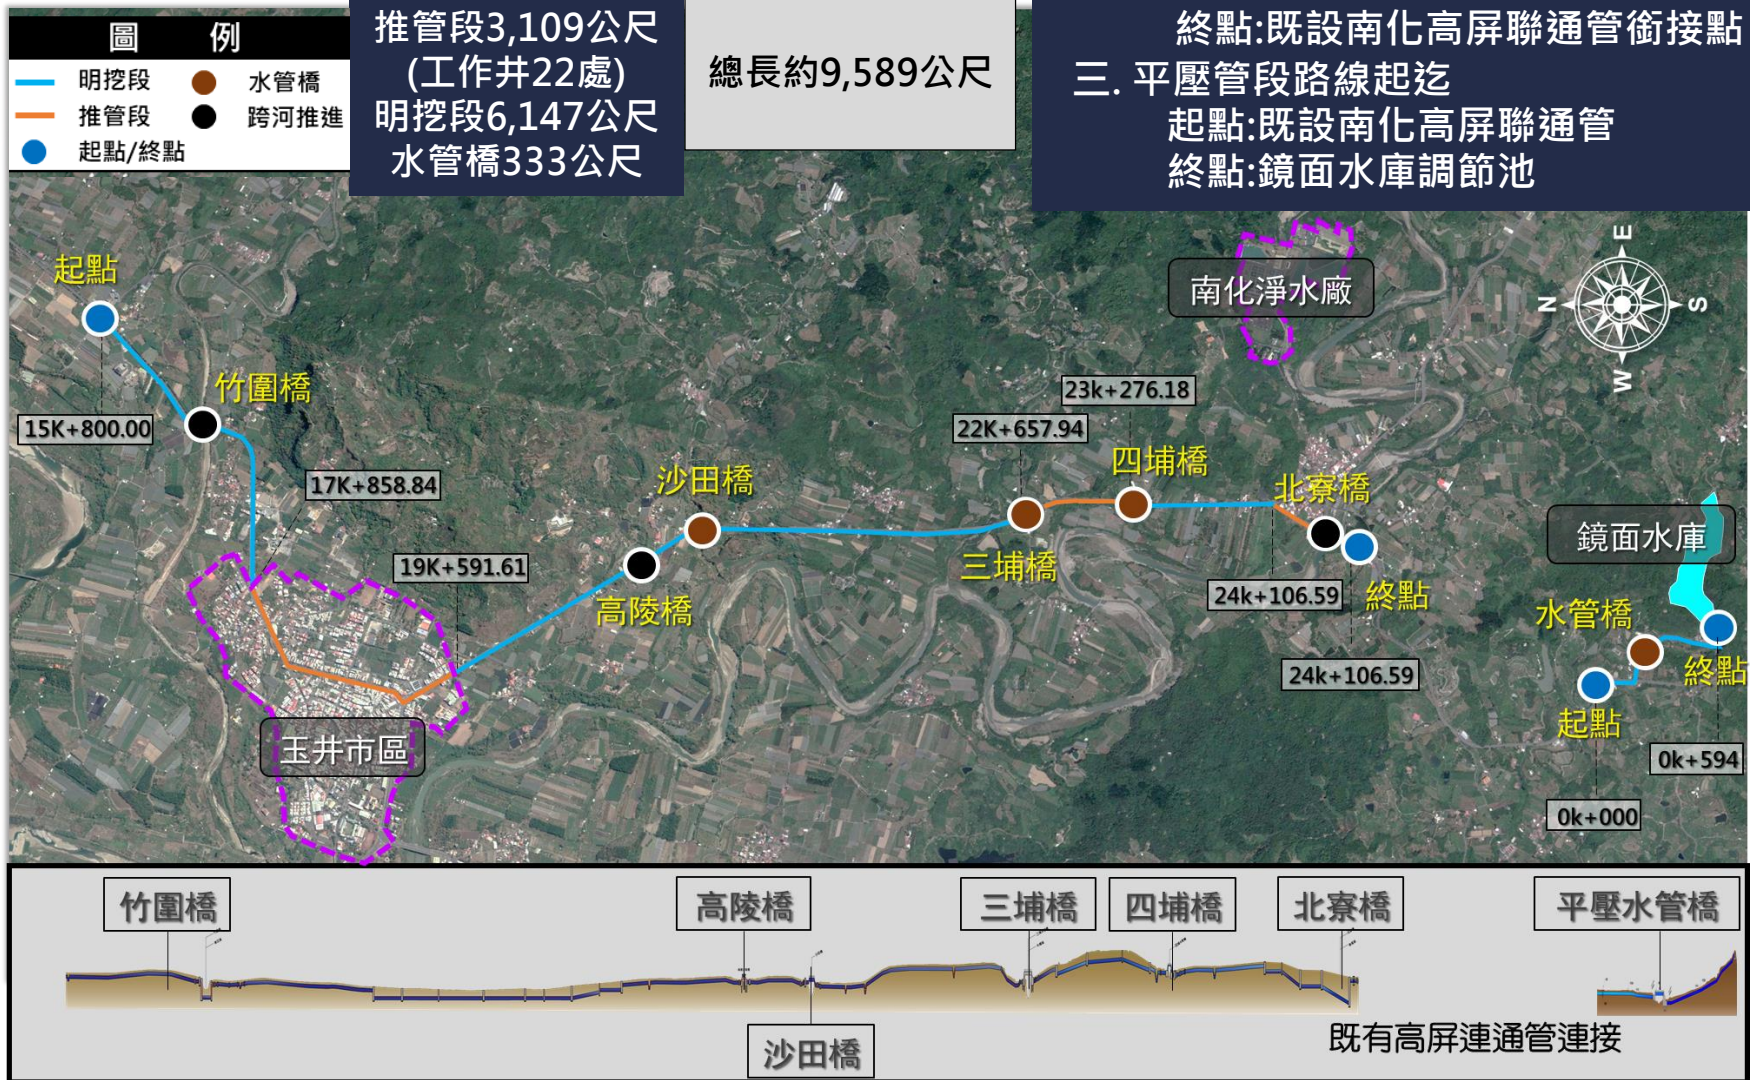 圖 例
明挖段
水管橋
推管段
跨河推進
起點/終點
推管段3,109公尺
(工作井22處)
明挖段6,147公尺
水管橋333公尺
總長約9,589公尺
終點:既設南化高屏聯通管銜接點
三. 平壓管段路線起迄
起點:既設南化高屏聯通管
終點:鏡面水庫調節池
起點
15K+800.00
竹圍橋
17K+858.84
玉井市區
19K+591.61
高陵橋
沙田橋
22K+657.94
三埔橋
23k+276.18
四埔橋
南化淨水廠
北寮橋
24k+106.59
終點
24k+106.59
E
N
S
W
鏡面水庫
水管橋
終點
起點
0k+594
0k+000
竹圍橋
高陵橋
三埔橋
四埔橋
北寮橋
平壓水管橋
沙田橋
既有高屏連通管連接